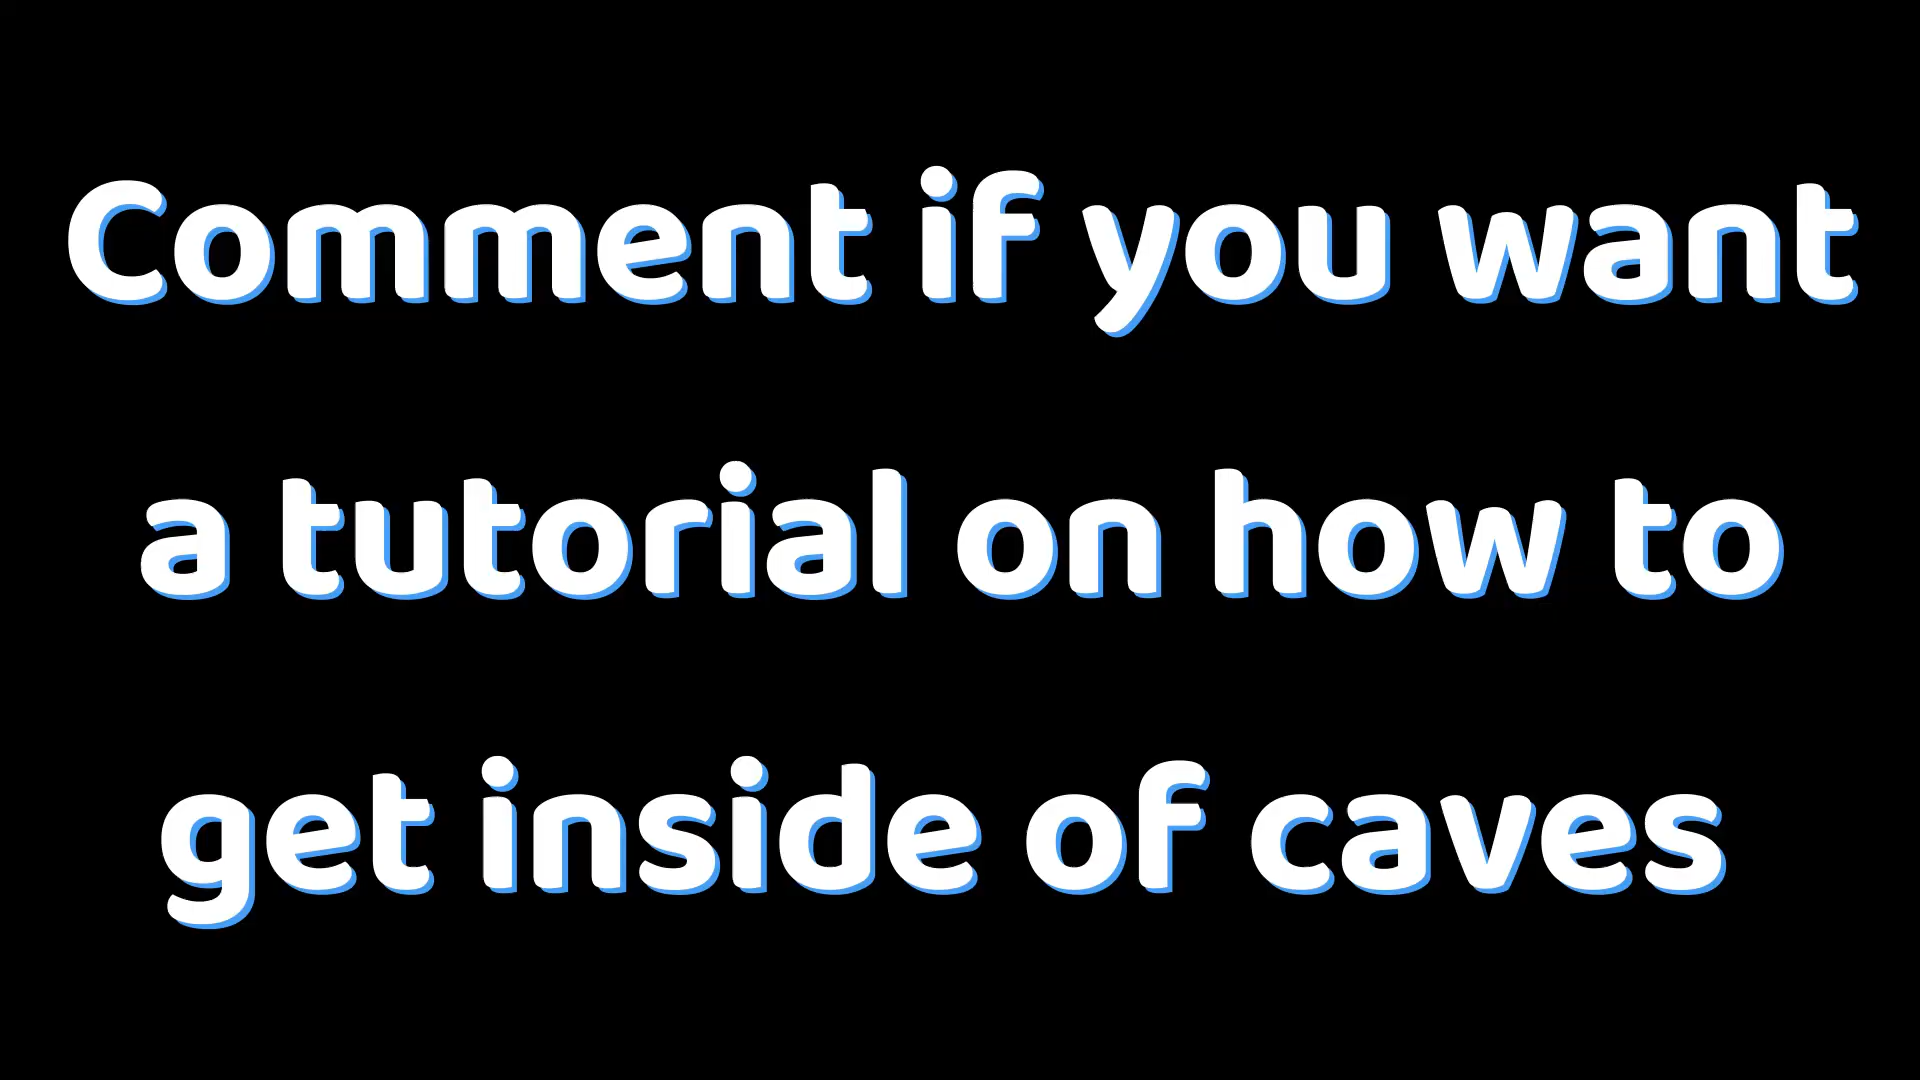 Comment if you want
a tutorial on how to
get inside of caves